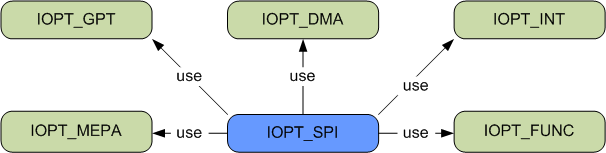 IOPT_GPT
IOPT_DMA
IOPT_INT
use
use
use
IOPT_MEPA
use
IOPT_SPI
use
IOPT_FUNC